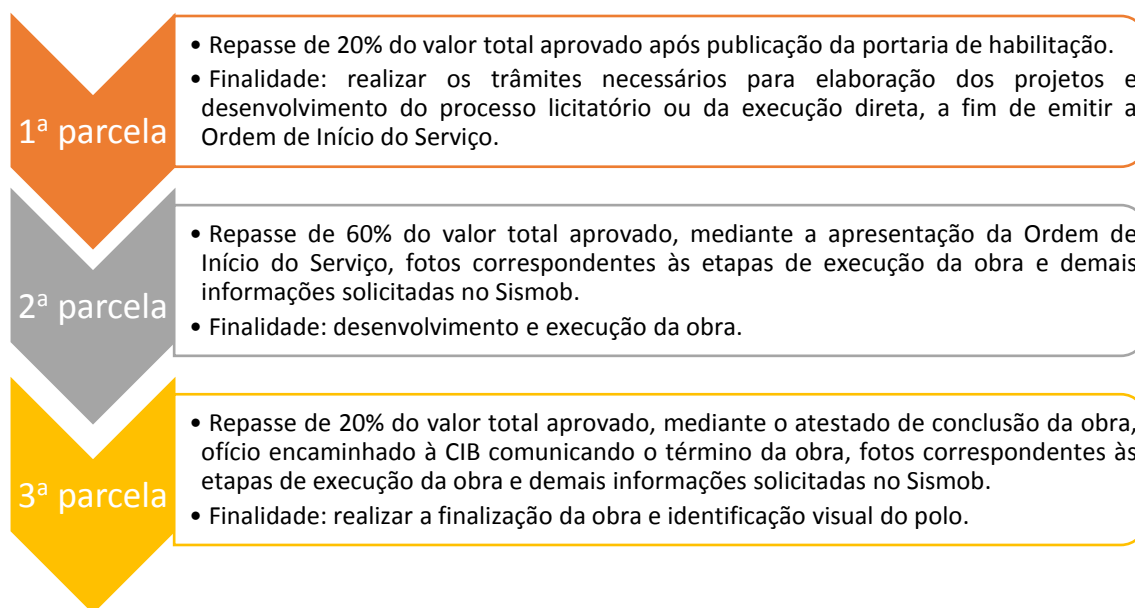 1ª parcela
• Repasse de 20% do valor total aprovado após publicação da portaria de habilitação.
• Finalidade: realizar os trâmites necessários para elaboração dos projetos e
desenvolvimento do processo licitatório ou da execução direta, a fim de emitir a
Ordem de Início do Serviço.
2ª parcela
• Repasse de 60% do valor total aprovado, mediante a apresentação da Ordem de
Início do Serviço, fotos correspondentes às etapas de execução da obra e demais
informações solicitadas no Sismob.
• Finalidade: desenvolvimento e execução da obra.
3ª parcela
• Repasse de 20% do valor total aprovado, mediante o atestado de conclusão da obra,
ofício encaminhado à CIB comunicando o término da obra, fotos correspondentes às
etapas de execução da obra e demais informações solicitadas no Sismob.
• Finalidade: realizar a finalização da obra e identificação visual do polo.